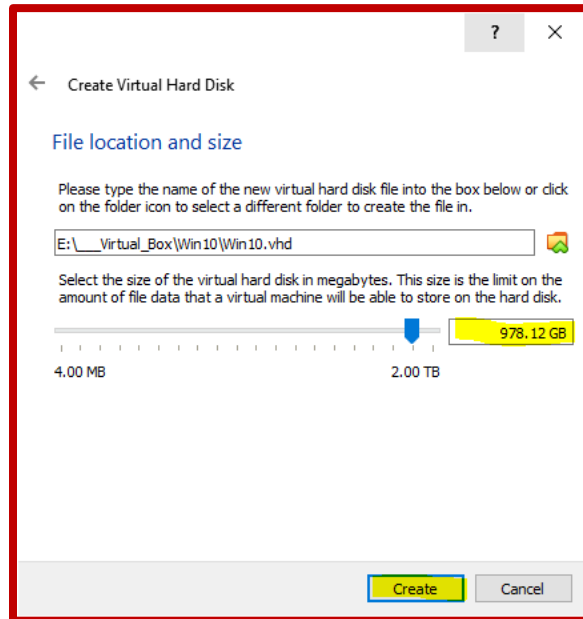 ?
Create Virtual Hard Disk
File location and size
Please type the name of the new virtual hard disk file into the box below or click
on the folder icon to select a different folder to create the file in.
E:\___Virtual_Box\Win10\Win10.vhd
Select the size of the virtual hard disk in megabytes. This size is the limit on the
amount of file data that a virtual machine will be able to store on the hard disk.
978.12 GB
4.00 MB 2.00 TB
Create Cancel